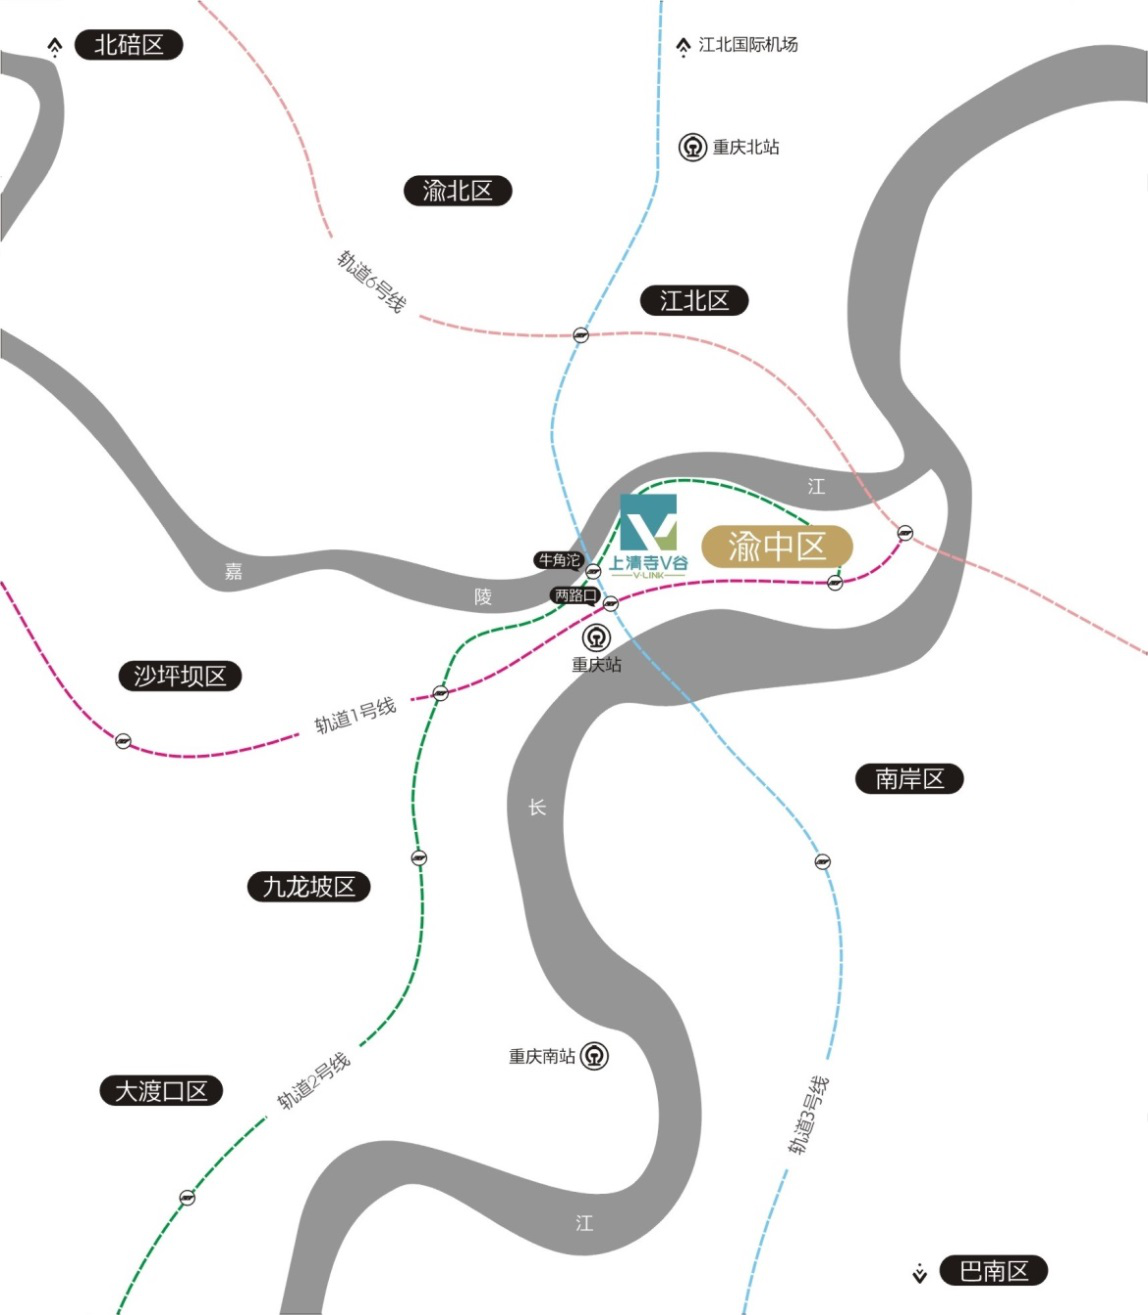 北碚区
江北国际机场
重庆北站
渝北区
轨道6号线
江北区
江
渝中区
牛角沱
上清寺V谷
V-LINK
嘉
陵
两路口
重庆站
沙坪坝区
轨道1号线
南岸区
长
九龙坡区
重庆南站
轨道2号线
大渡口区
轨道3号线
江
巴南区